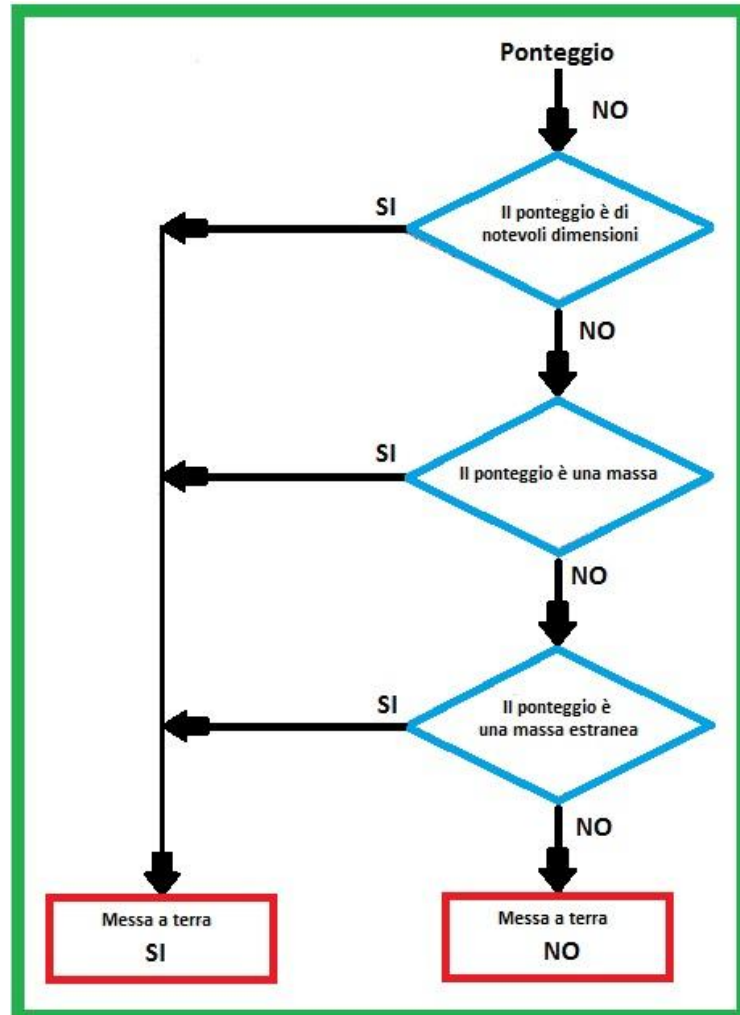 Ponteggio
NO
SI
Il ponteggio è di
notevoli dimensioni
NO
SI
Il ponteggio è una massa
NO
SI
Il ponteggio è
una massa estranea
NO
Messa a terra
SI
Messa a terra
NO